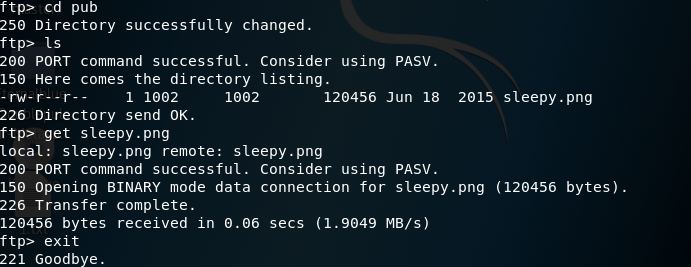 ftp> cd pub
250 Directory successfully changed.
ftp> ls
200 PORT command successful. Consider using PASV.
150 Here comes the directory listing.
-rw-r--r--    1 1002     1002       120456 Jun 18  2015 sleepy.png
226 Directory send OK.
ftp> get sleepy.png
local: sleepy.png remote: sleepy.png
200 PORT command successful. Consider using PASV.
150 Opening BINARY mode data connection for sleepy.png (120456 bytes).
226 Transfer complete.
120456 bytes received in 0.06 secs (1.9049 MB/s)
ftp> exit
221 Goodbye.